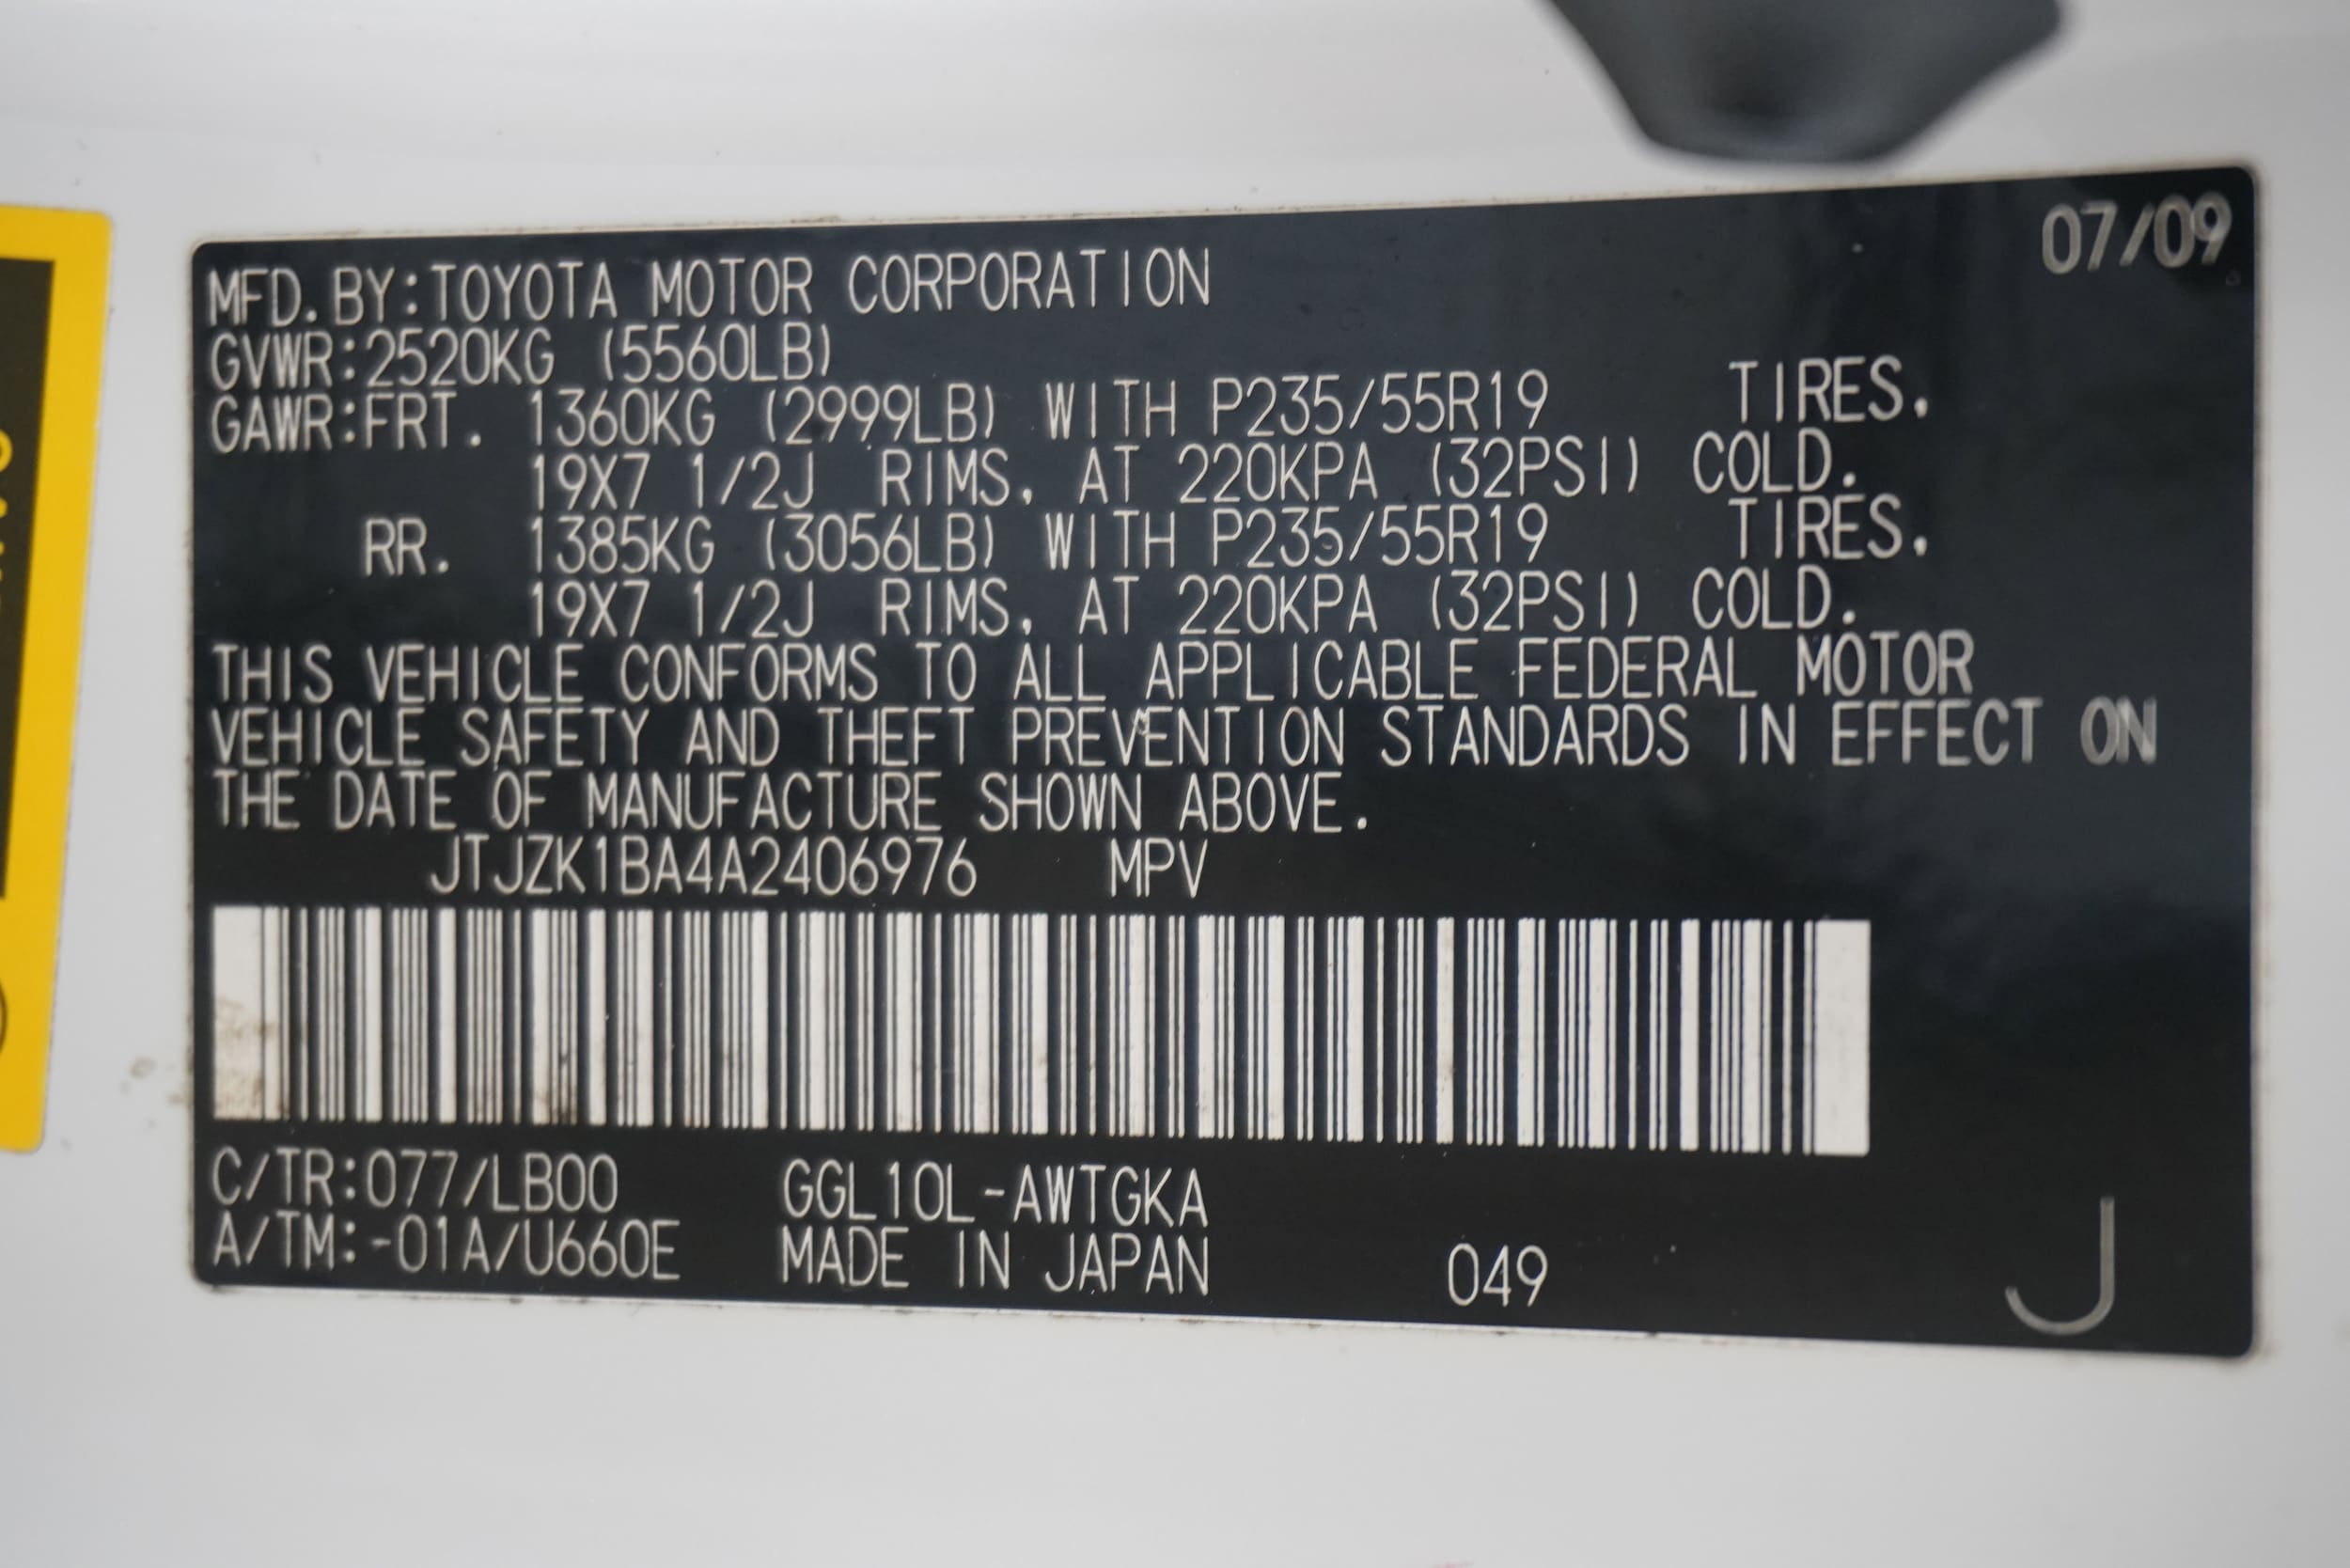 07/09
MFD.BY:TOYOTA MOTOR CORPORATION
GVWR:2520KG (5560LB)
GAWR:FRT. 1360KG (2999LB) WITH P235/55R19 TIRES.
19X7 1/2J RIMS. AT 220KPA (32PSI) COLD.
RR. 1385KG (3056LB) WITH P235/55R19 TIRES.
19X7 1/2J RIMS. AT 220KPA (32PSI) COLD.
THIS VEHICLE CONFORMS TO ALL APPLICABLE FEDERAL MOTOR
VEHICLE SAFETY AND THEFT PREVENTION STANDARDS IN EFFECT ON
THE DATE OF MANUFACTURE SHOWN ABOVE.
JTJZK1BA4A2406976 MPV
C/TR:077/LB00 GGL10L-AWTGKA
A/TM:-01A/U660E MADE IN JAPAN 049
J